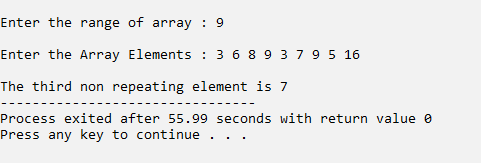 Enter the range of array : 9
Enter the Array Elements : 3 6 8 9 3 7 9 5 16
The third non repeating element is 7
--------------------------------
Process exited after 55.99 seconds with return value 0
Press any key to continue . . .